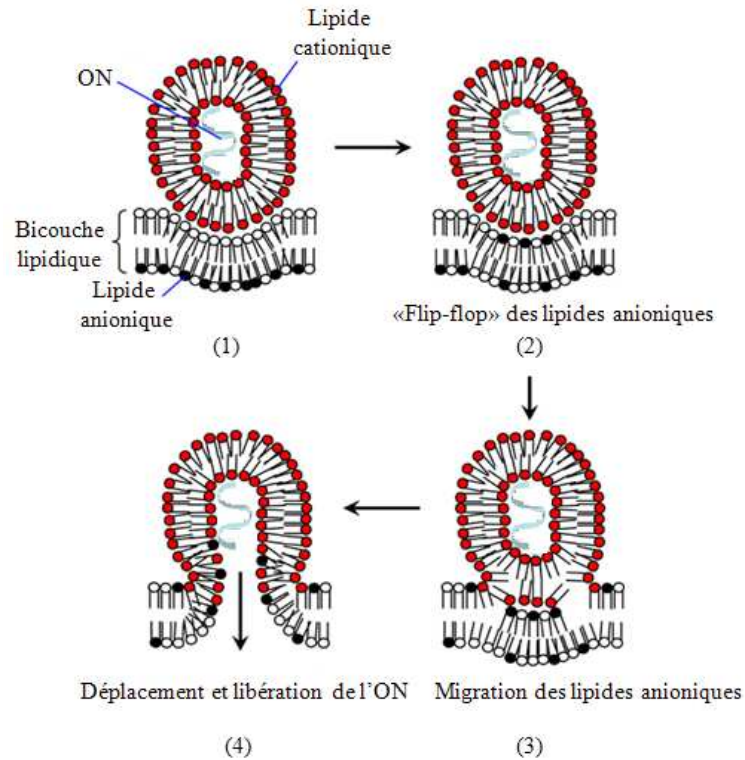 Lipide
cationique
ON
Bicouche
lipidique
Lipide
anionique
(1)
«Flip-flop» des lipides anioniques
(2)
Déplacement et libération de l’ON
(4)
Migration des lipides anioniques
(3)